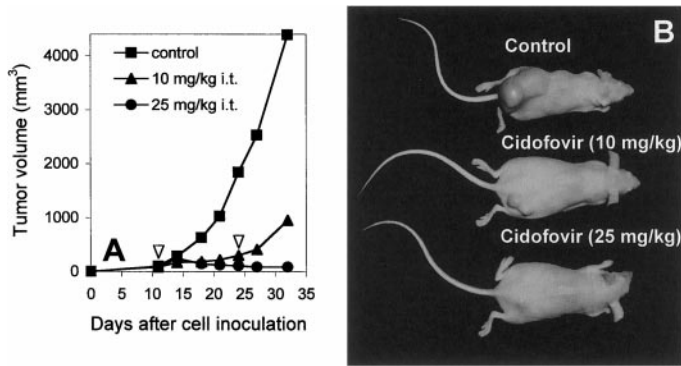 Tumor volume (mm³)
4000
3000
2000
1000
0
control
10 mg/kg i.t.
25 mg/kg i.t.
A
0 5 10 15 20 25 30 35
Days after cell inoculation
B
Control
Cidofovir (10 mg/kg)
Cidofovir (25 mg/kg)